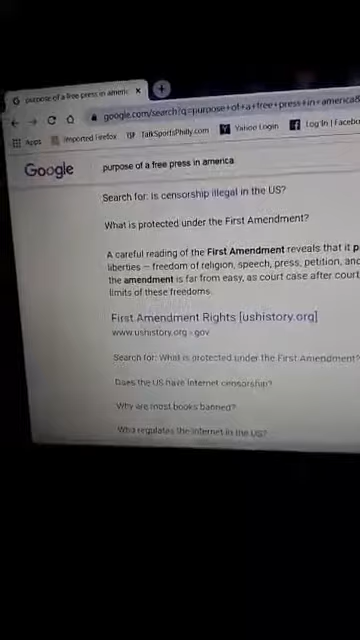 purpose of a free press in americ
google.com/search?q=purpose+of+a+free+press+in+america&
Apps Imported Firefox TalkSportsPhilly.com Yahoo Login Log In | Facebo
Google purpose of a free press in america
Search for: Is censorship illegal in the US?
What is protected under the First Amendment?
A careful reading of the First Amendment reveals that it p
liberties — freedom of religion, speech, press, petition, and
the amendment is far from easy, as court case after court
limits of these freedoms.
First Amendment Rights [ushistory.org]
www.ushistory.org › gov
Search for: What is protected under the First Amendment?
Does the US have Internet censorship?
Why are most books banned?
Who regulates the internet in the US?